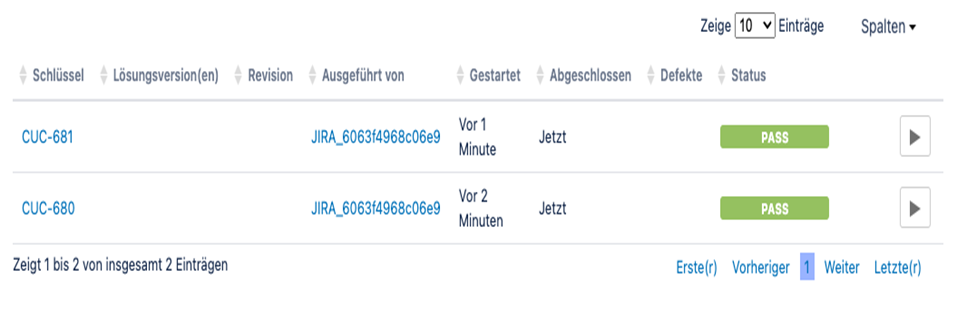 Zeige 10 Einträge Spalten
Schlüssel Lösungsversion(en) Revision Ausgeführt von Gestartet Abgeschlossen Defekte Status
CUC-681 JIRA_6063f4968c06e9 Vor 1 Minute Jetzt PASS
CUC-680 JIRA_6063f4968c06e9 Vor 2 Minuten Jetzt PASS
Zeigt 1 bis 2 von insgesamt 2 Einträgen Erste(r) Vorheriger 1 Weiter Letzte(r)